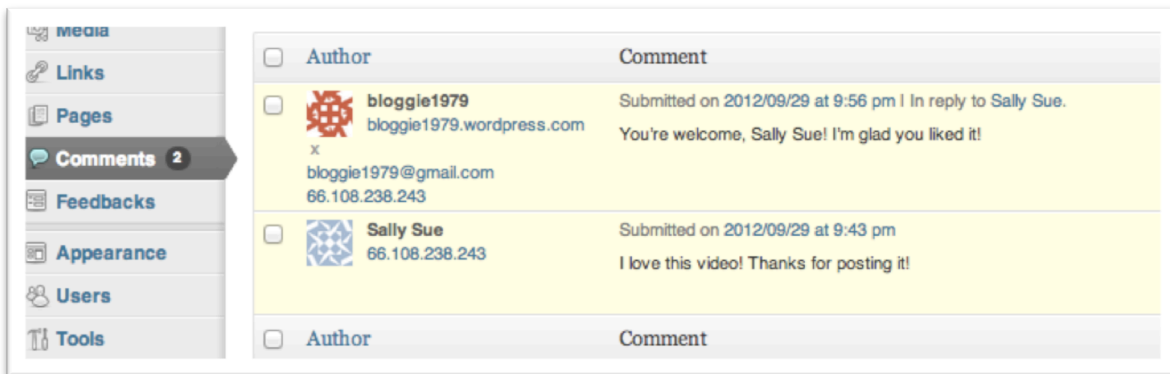 Media
Links
Pages
Comments 2
Feedbacks
Appearance
Users
Tools
Author Comment
bloggie1979
bloggie1979.wordpress.com
x
bloggie1979@gmail.com
66.108.238.243
Submitted on 2012/09/29 at 9:56 pm | In reply to Sally Sue.
You're welcome, Sally Sue! I'm glad you liked it!
Sally Sue
66.108.238.243
Submitted on 2012/09/29 at 9:43 pm
I love this video! Thanks for posting it!
Author Comment